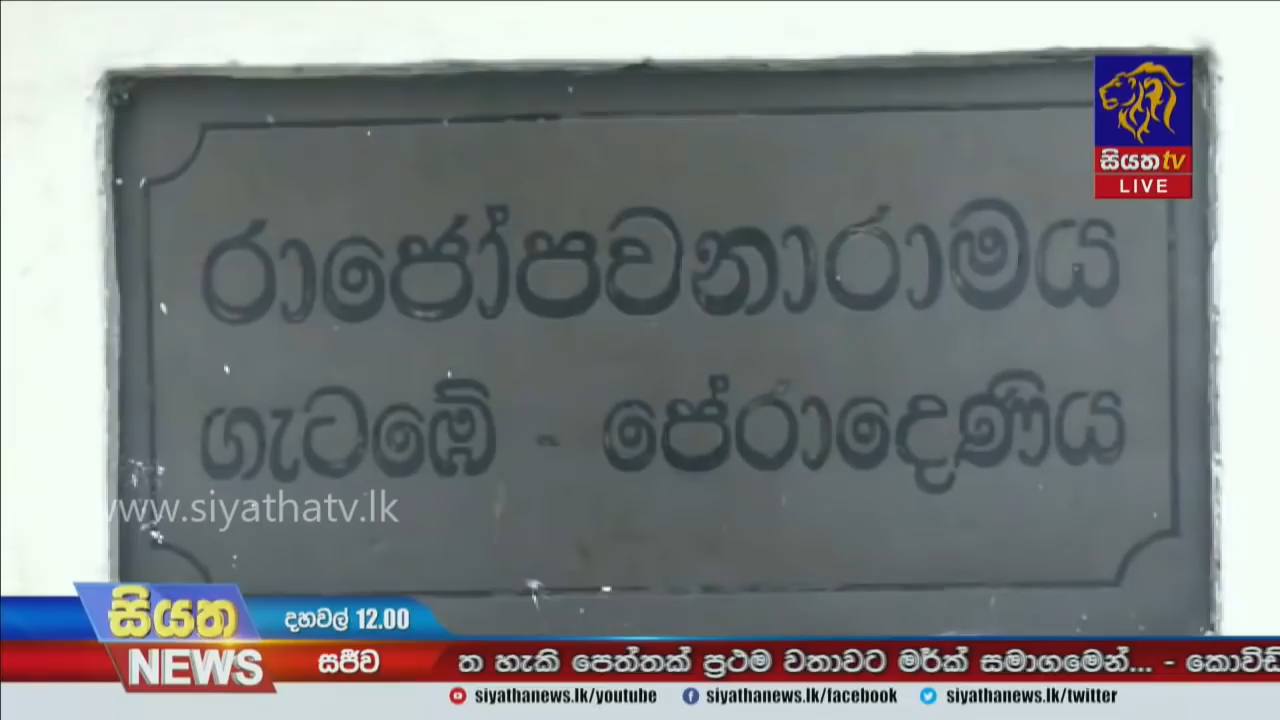 සියත tv
LIVE
රාජෝපවනාරාමය
ගැටඹේ - පේරාදෙණිය
www.siyathatv.lk
සියත
දහවල් 12.00
NEWS
සජීව
ත හැකි පෙත්තක් ප්‍රථම වතාවට මර්ක් සමාගමෙන්... - කොවිඩ්
siyathanews.lk/youtube
siyathanews.lk/facebook
siyathanews.lk/twitter